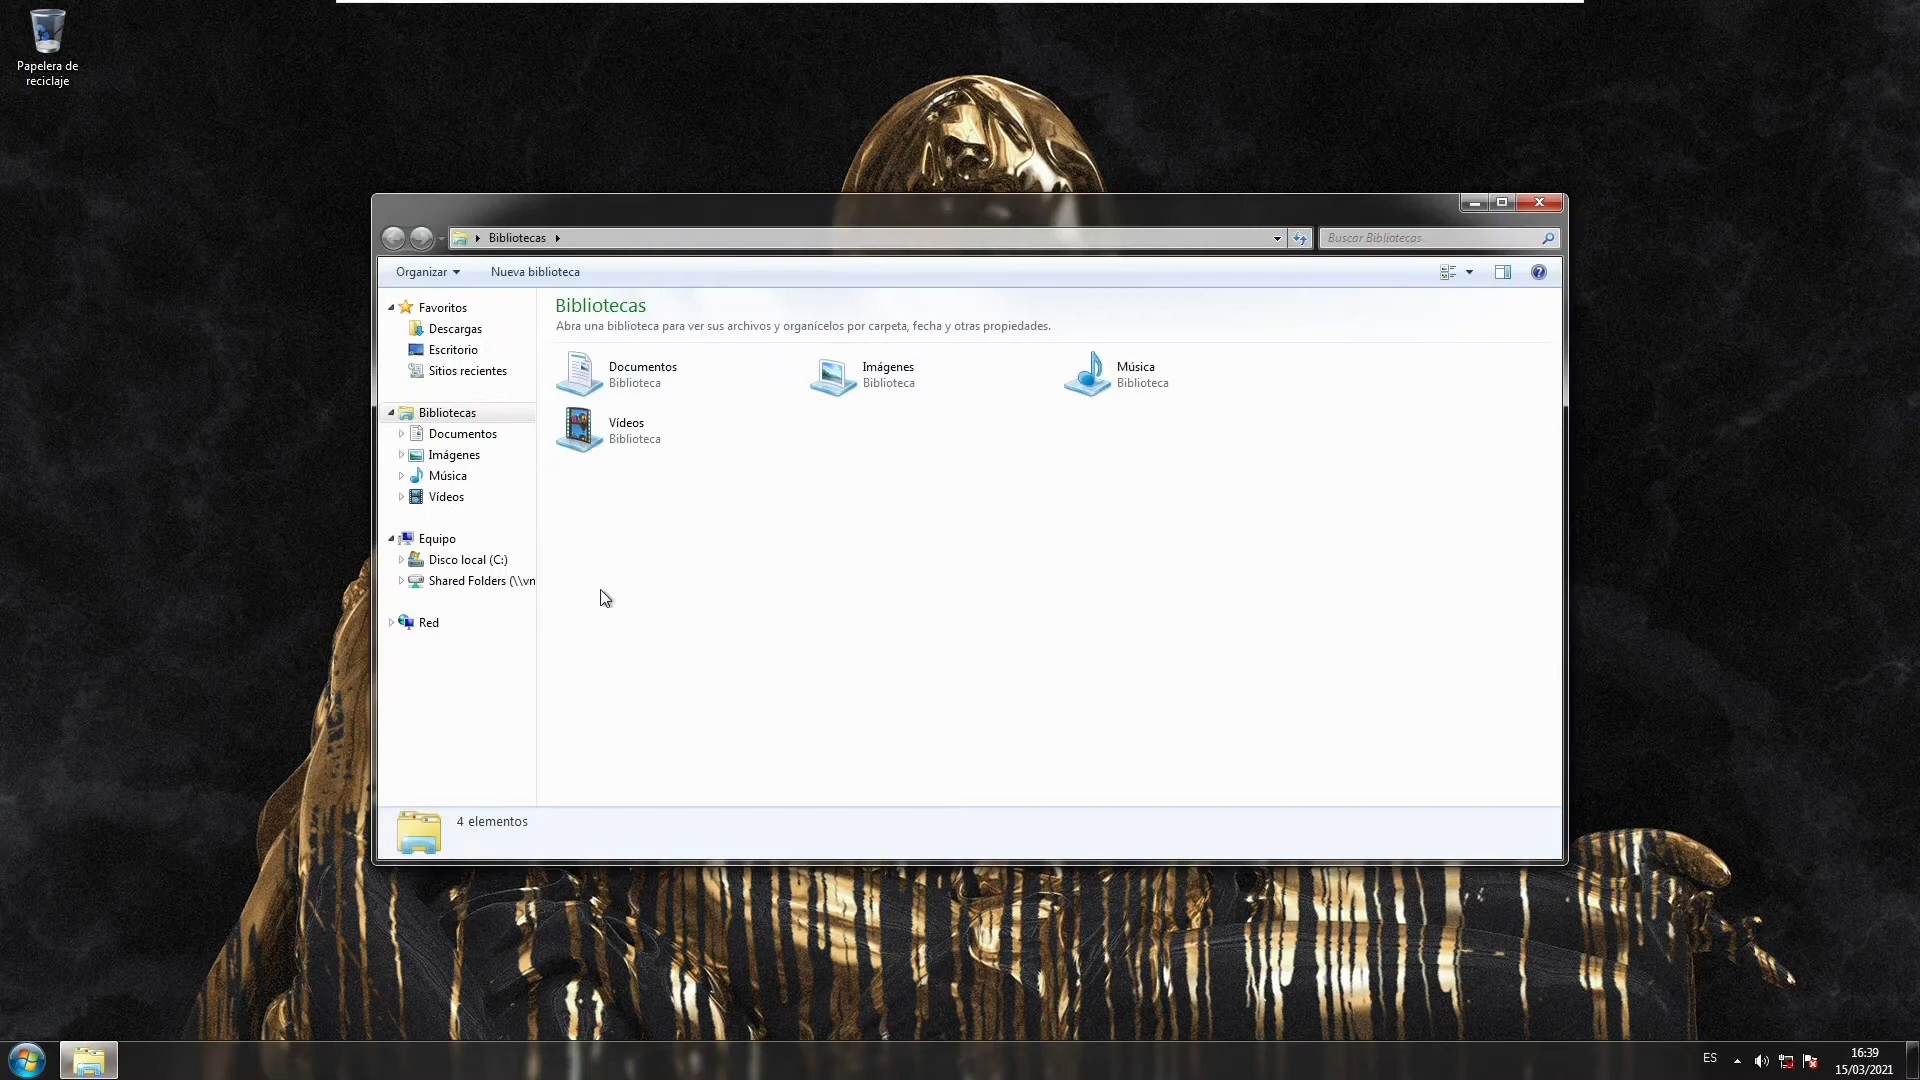 Papelera de
reciclaje
Bibliotecas
Buscar Bibliotecas
Organizar
Nueva biblioteca
Favoritos
Descargas
Escritorio
Sitios recientes
Bibliotecas
Documentos
Imágenes
Música
Vídeos
Equipo
Disco local (C:)
Shared Folders (\\vn
Red
Bibliotecas
Abra una biblioteca para ver sus archivos y organícelos por carpeta, fecha y otras propiedades.
Documentos
Biblioteca
Imágenes
Biblioteca
Música
Biblioteca
Vídeos
Biblioteca
4 elementos
ES
16:39
15/03/2021